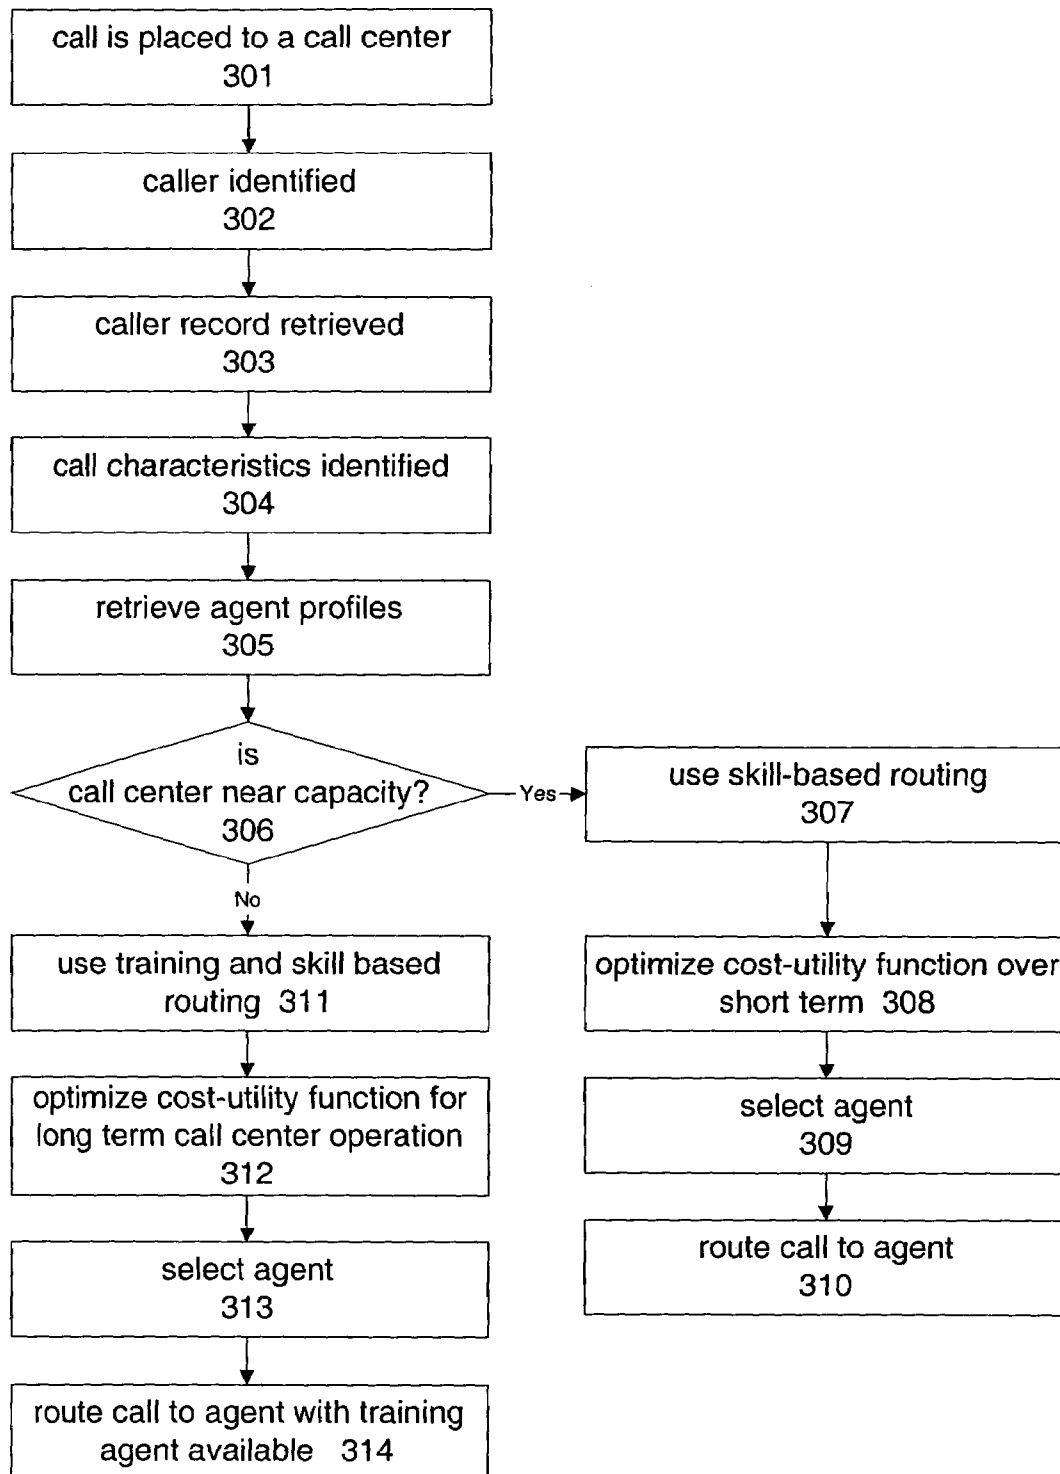 call is placed to a call center
301
caller identified
302
caller record retrieved
303
call characteristics identified
304
retrieve agent profiles
305
is
call center near capacity?
306
Yes
use skill-based routing
307
optimize cost-utility function over
short term 308
select agent
309
route call to agent
310
No
use training and skill based
routing 311
optimize cost-utility function for
long term call center operation
312
select agent
313
route call to agent with training
agent available 314